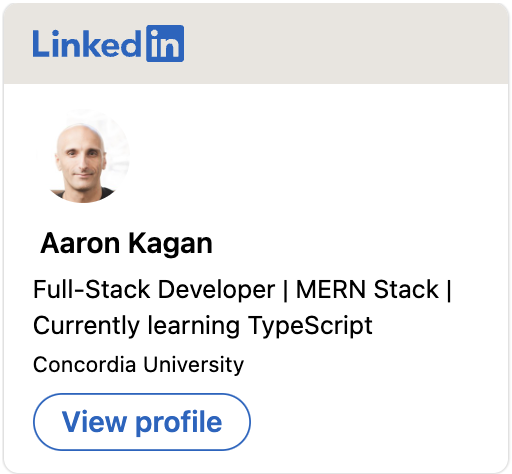 LinkedIn
Aaron Kagan
Full-Stack Developer | MERN Stack |
Currently learning TypeScript
Concordia University
View profile